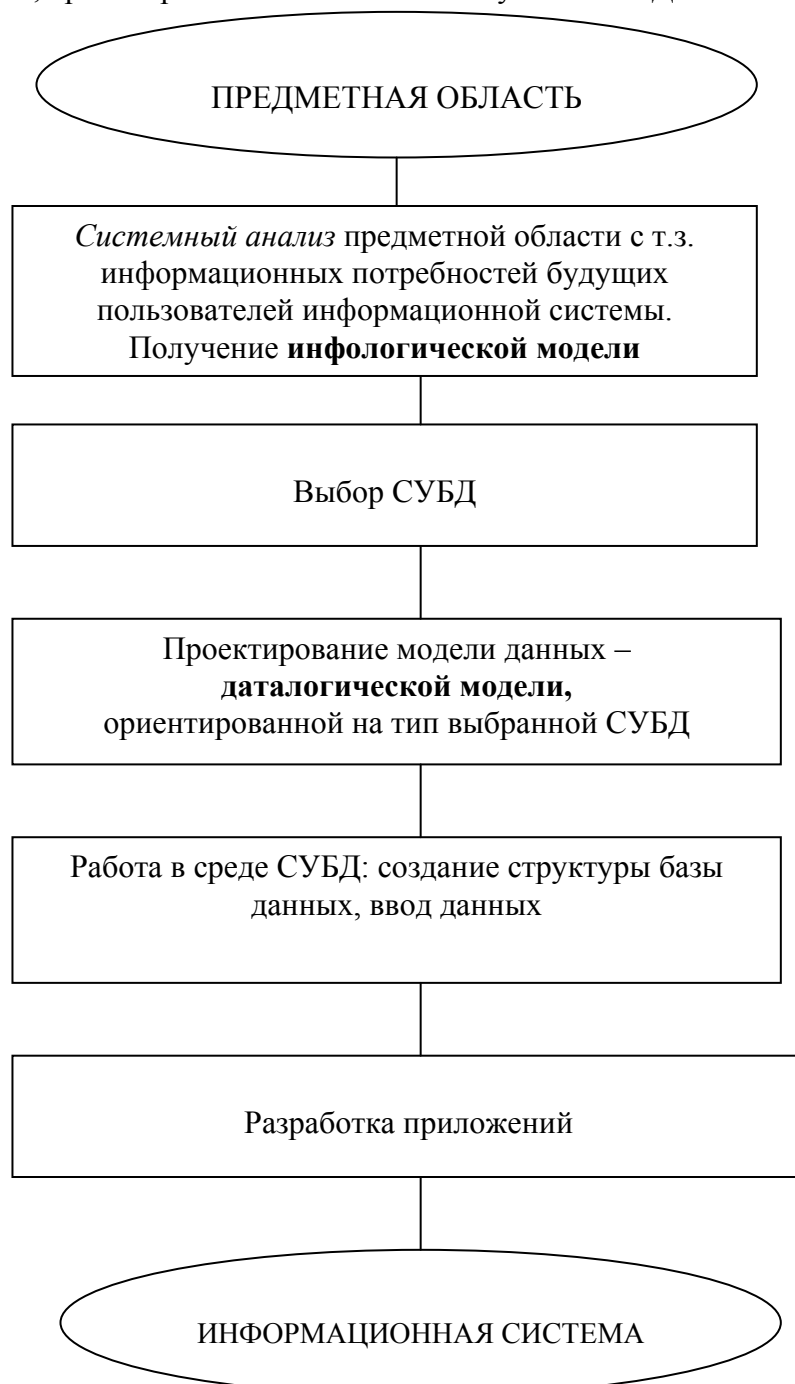 ПРЕДМЕТНАЯ ОБЛАСТЬ
Системный анализ предметной области с т.з.
информационных потребностей будущих
пользователей информационной системы.
Получение инфологической модели
Выбор СУБД
Проектирование модели данных –
даталогической модели,
ориентированной на тип выбранной СУБД
Работа в среде СУБД: создание структуры базы
данных, ввод данных
Разработка приложений
ИНФОРМАЦИОННАЯ СИСТЕМА